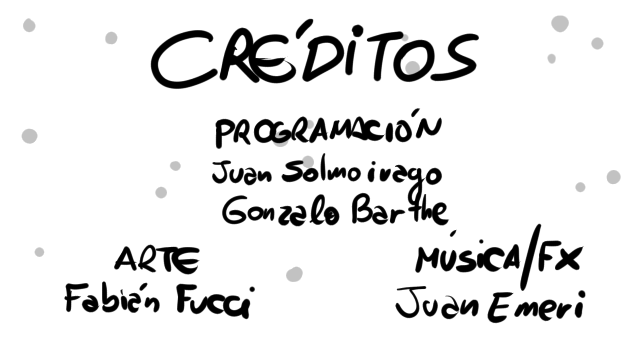 CRÉDITOS
PROGRAMACIÓN
Juan Solmoirago
Gonzalo Barthe
ARTE
Fabián Fucci
MÚSICA/FX
Juan Emeri